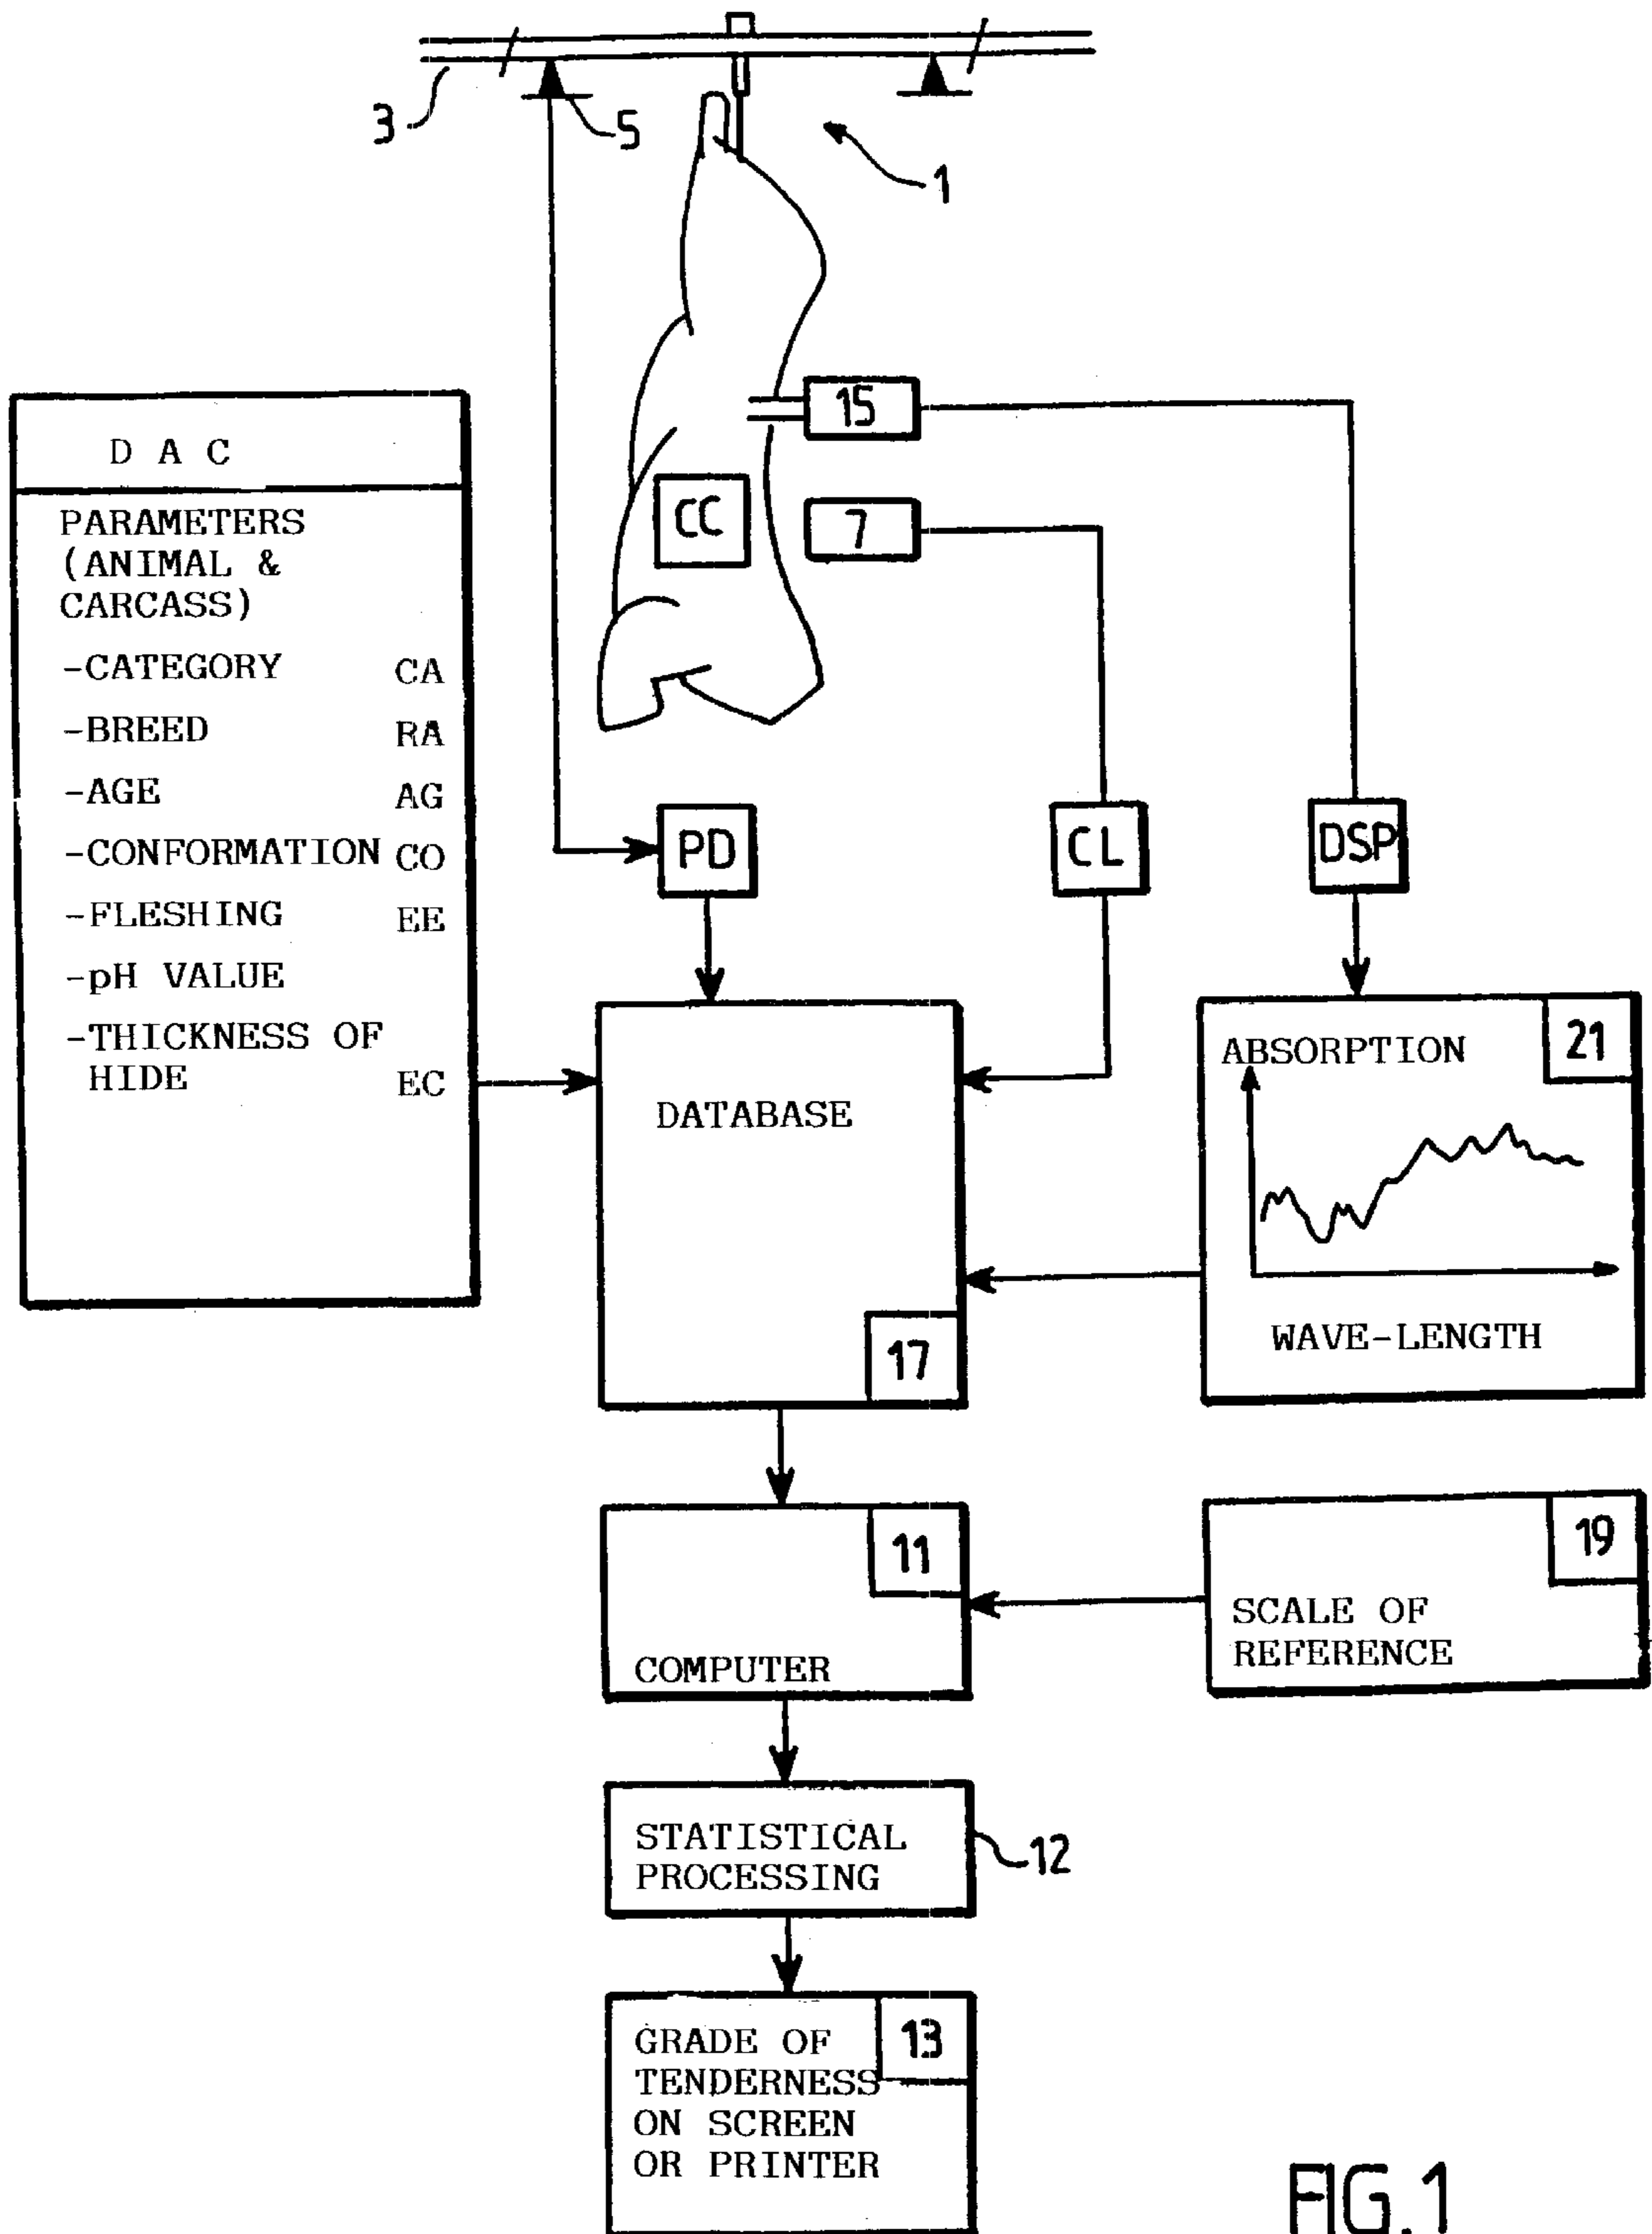 3
5
1
15
CC
7
D A C
PARAMETERS
(ANIMAL &
CARCASS)
-CATEGORY CA
-BREED RA
-AGE AG
-CONFORMATION CO
-FLESHING EE
-pH VALUE
-THICKNESS OF
HIDE EC
PD
CL
DSP
DATABASE
17
ABSORPTION
21
WAVE-LENGTH
11
COMPUTER
19
SCALE OF
REFERENCE
STATISTICAL
PROCESSING
12
GRADE OF
TENDERNESS
ON SCREEN
OR PRINTER
13
FIG.1